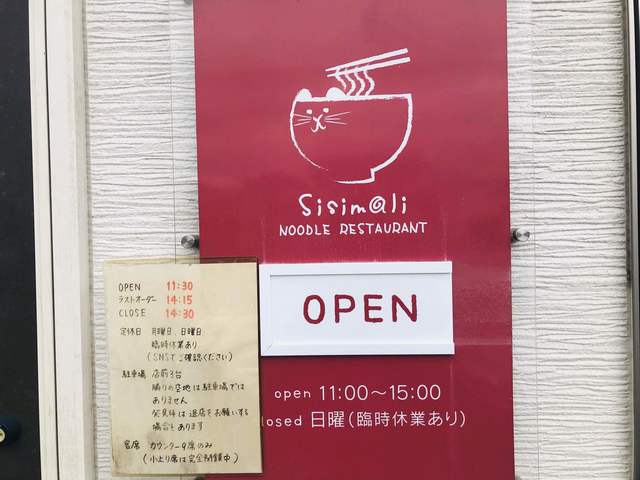 Sisim@li
NOODLE RESTAURANT
OPEN
open 11:00〜15:00
losed 日曜(臨時休業あり)
OPEN 11:30
ラストオーダー 14:15
CLOSE 14:30
定休日 月曜日、日曜日
臨時休業あり
(SNSでご確認ください)
駐車場 店前3台
隣りの空地は駐車場では
ありません
発見時は退店をお願いする
場合もあります
客席 カウンター9席のみ
(小上り席は完全封鎖中)